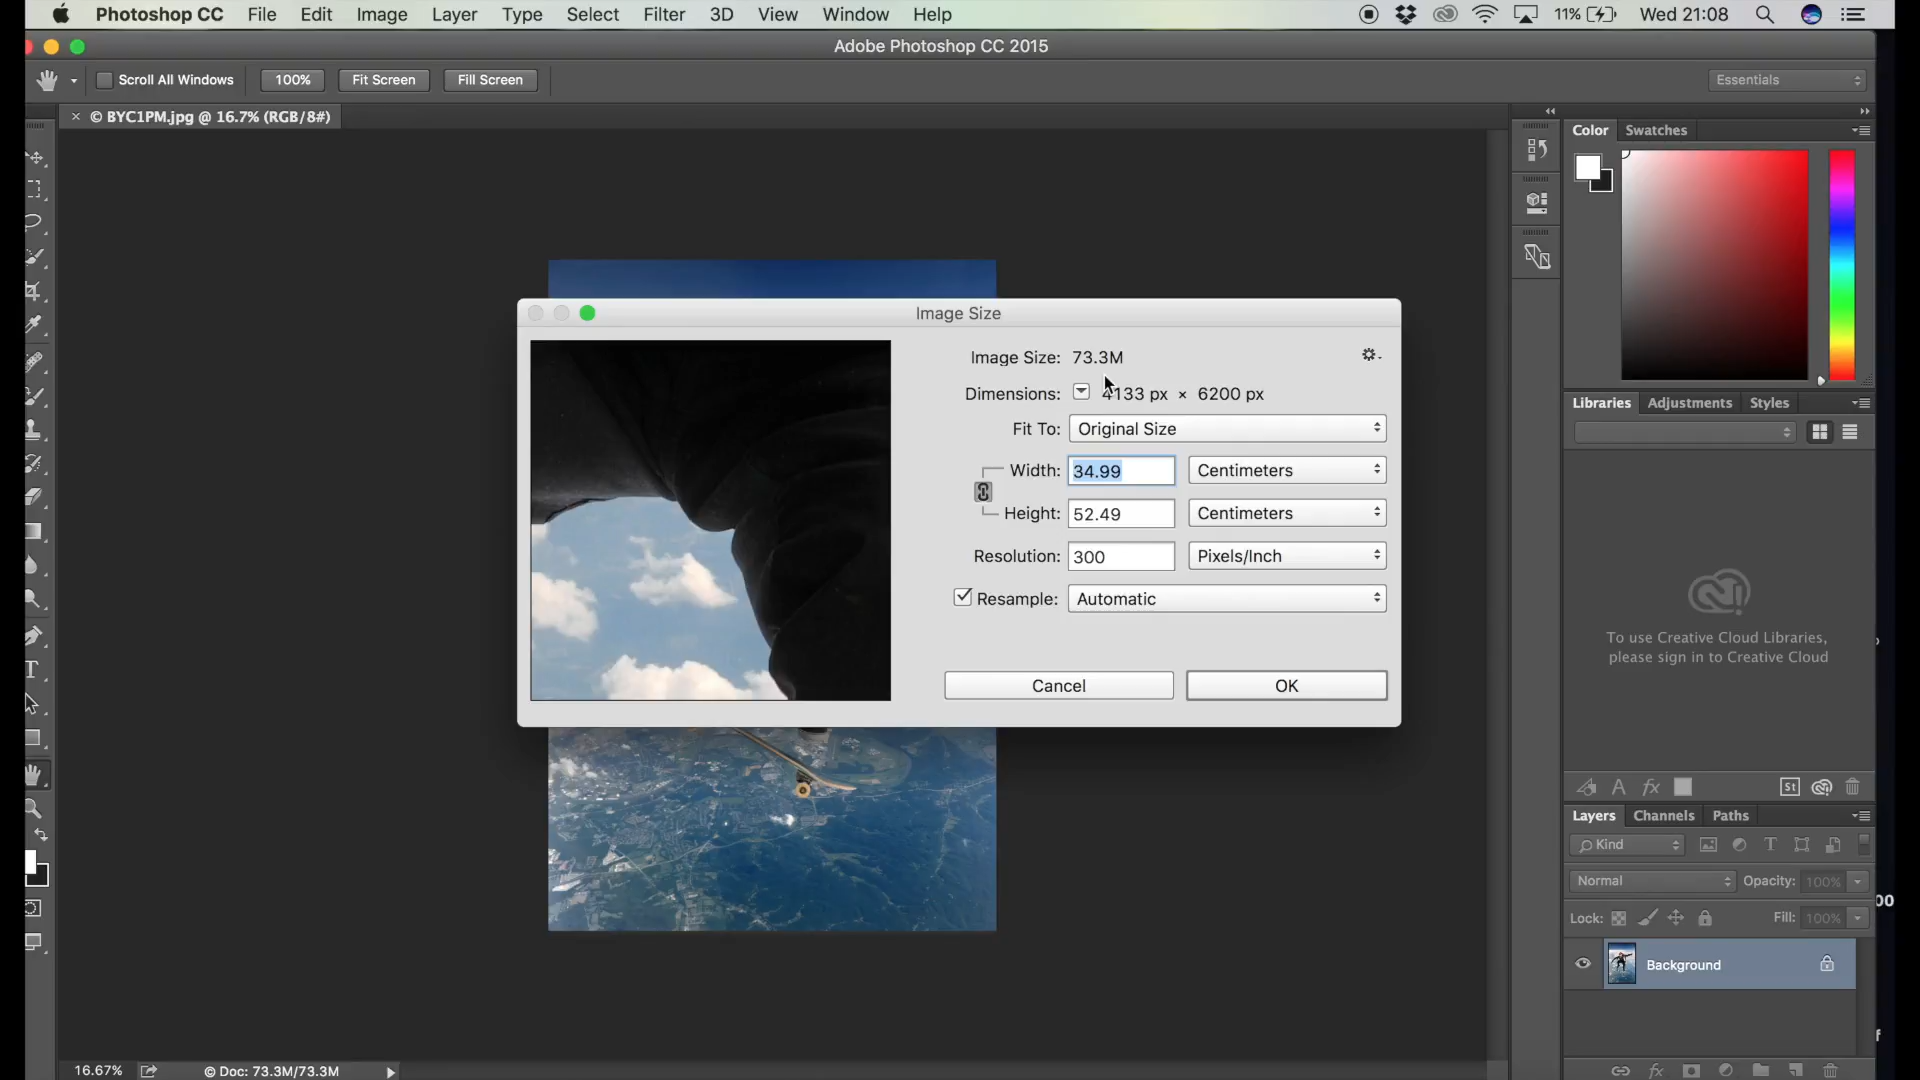 Photoshop CC File Edit Image Layer Type Select Filter 3D View Window Help 11% Wed 21:08
Adobe Photoshop CC 2015
Scroll All Windows 100% Fit Screen Fill Screen Essentials
× © BYC1PM.jpg @ 16.7% (RGB/8#)
Color Swatches
Image Size
Image Size: 73.3M
Dimensions: 4133 px × 6200 px
Fit To: Original Size
Width: 34.99 Centimeters
Height: 52.49 Centimeters
Resolution: 300 Pixels/Inch
Resample: Automatic
Cancel OK
Libraries Adjustments Styles
To use Creative Cloud Libraries,
please sign in to Creative Cloud
A fx St
Layers Channels Paths
Kind T
Normal Opacity: 100%
Lock: Fill: 100%
Background
T
00
f
16.67% © Doc: 73.3M/73.3M
fx